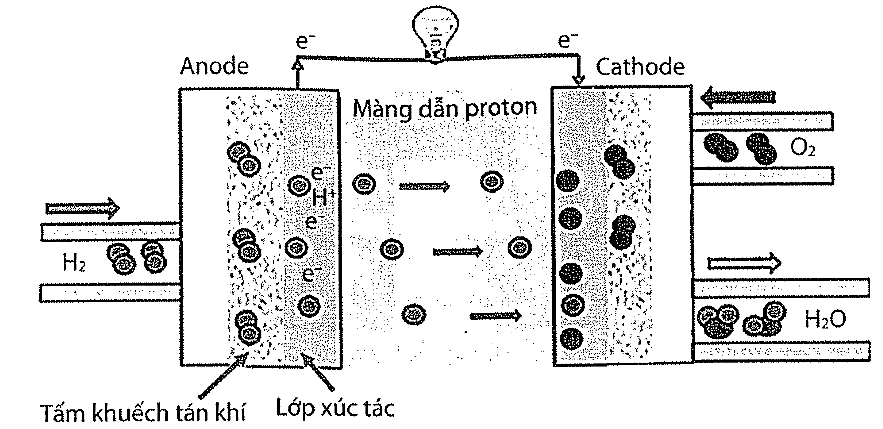 e⁻
e⁻
Anode
Cathode
Màng dẫn proton
O₂
e⁻
H⁺
e
e⁻
H₂
H₂O
Tấm khuếch tán khí
Lớp xúc tác